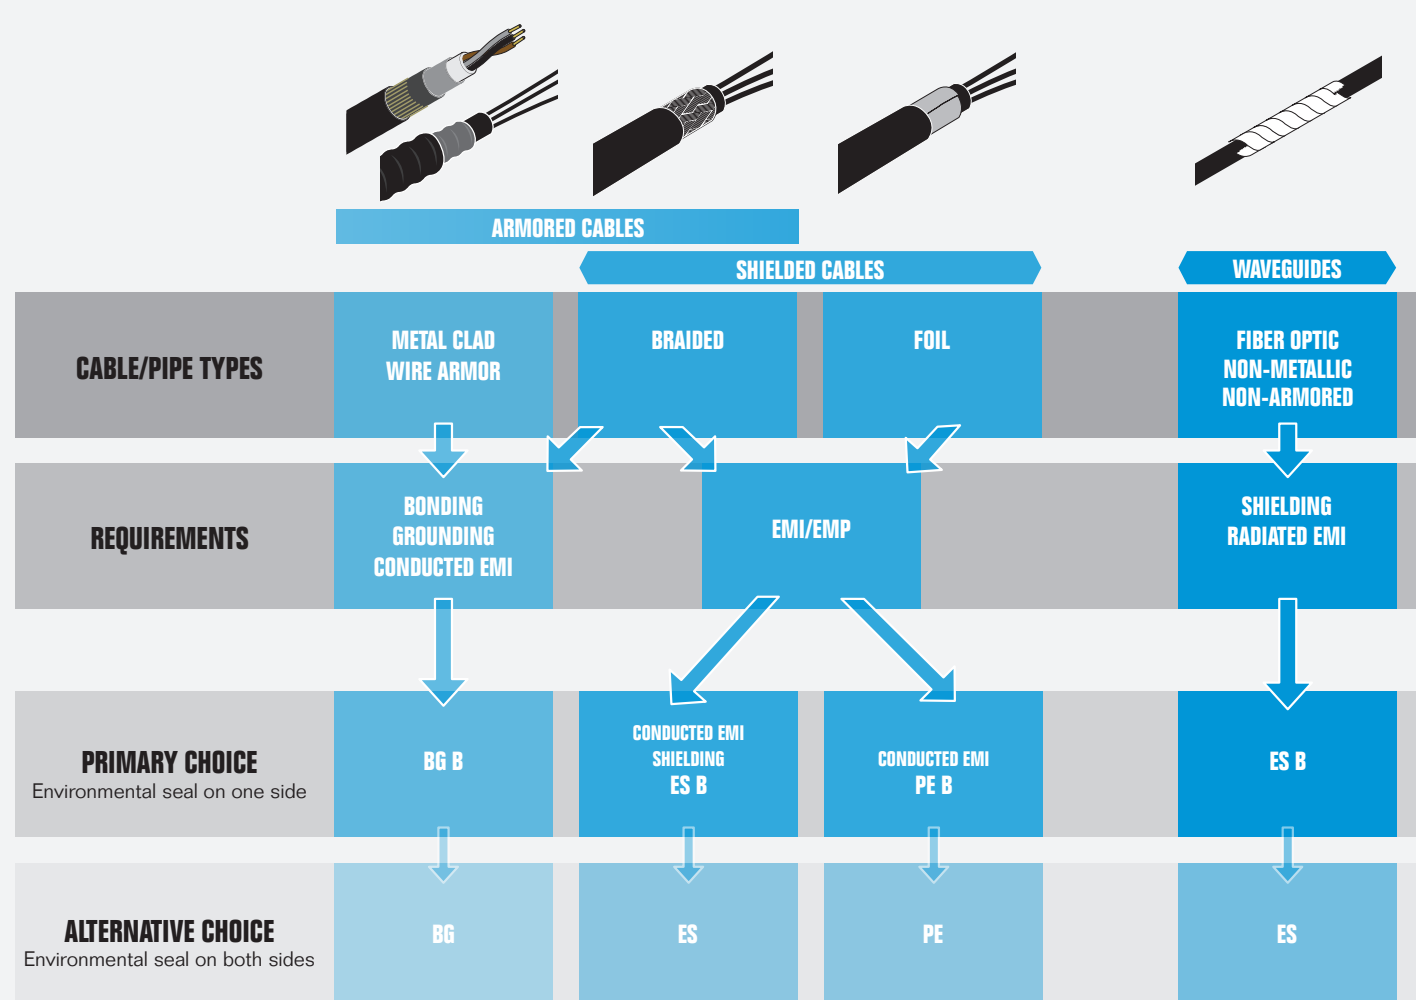 ARMORED CABLES
SHIELDED CABLES
WAVEGUIDES
CABLE/PIPE TYPES
METAL CLAD
WIRE ARMOR
BRAIDED
FOIL
FIBER OPTIC
NON-METALLIC
NON-ARMORED
REQUIREMENTS
BONDING
GROUNDING
CONDUCTED EMI
EMI/EMP
SHIELDING
RADIATED EMI
PRIMARY CHOICE
Environmental seal on one side
BG B
CONDUCTED EMI
SHIELDING
ES B
CONDUCTED EMI
PE B
ES B
ALTERNATIVE CHOICE
Environmental seal on both sides
BG
ES
PE
ES